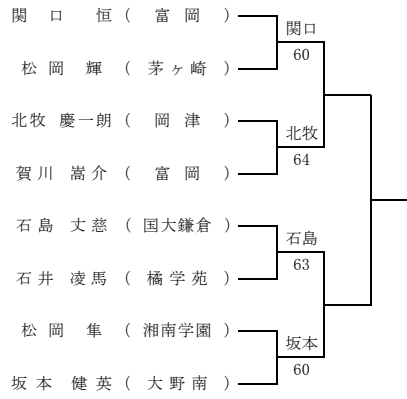 関口 恒 ( 富岡 )
関口
60
松岡 輝 ( 茅ヶ崎 )
北牧 慶一朗 ( 岡津 )
北牧
64
賀川 嵩介 ( 富岡 )
石島 丈慈 ( 国大鎌倉 )
石島
63
石井 凌馬 ( 橘学苑 )
松岡 隼 ( 湘南学園 )
坂本
60
坂本 健英 ( 大野南 )